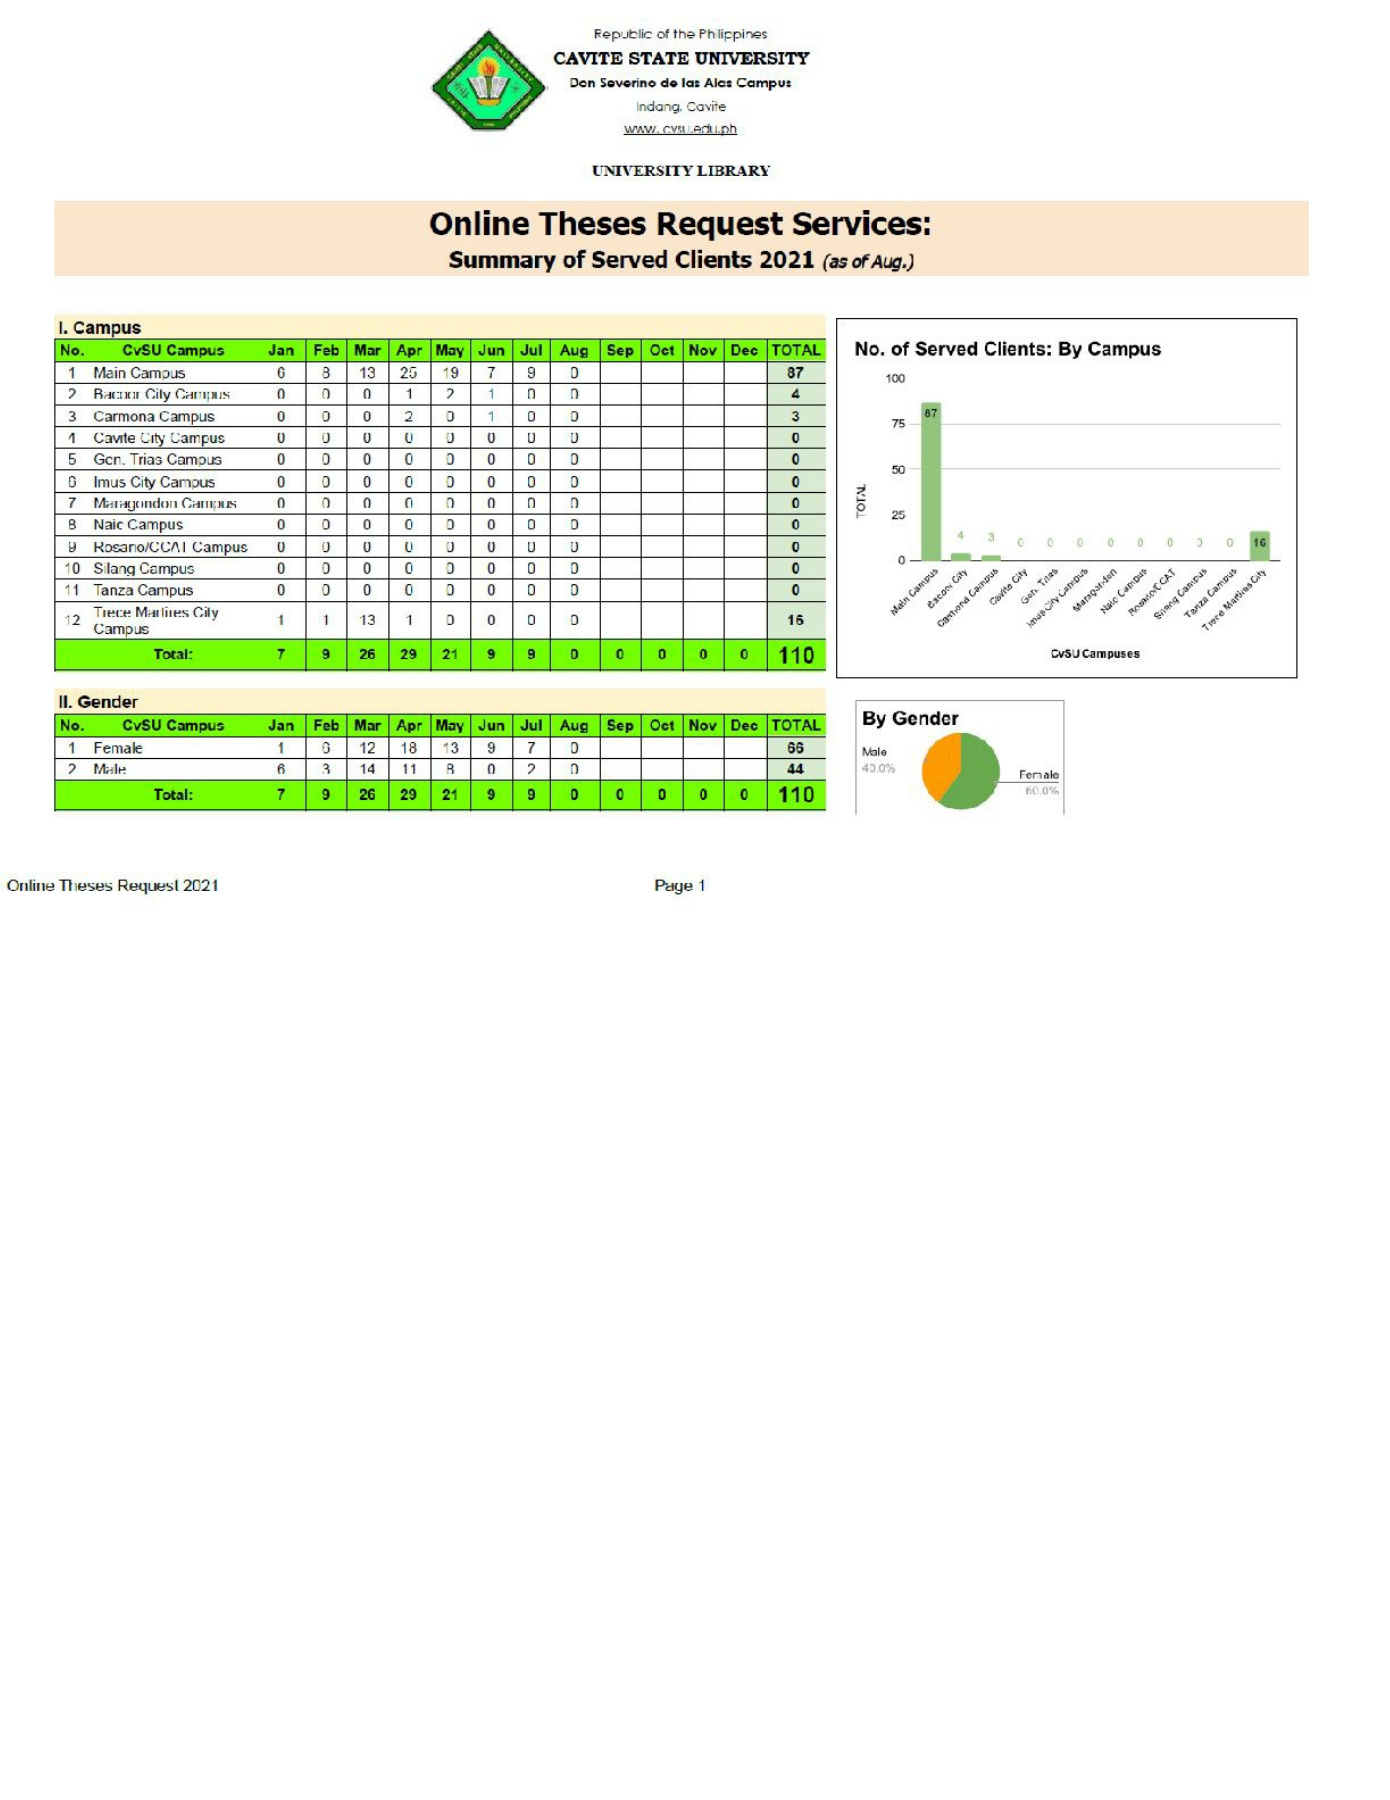 Republic of the Philippines
CAVITE STATE UNIVERSITY
Don Severino de las Alas Campus
Indang, Cavite
www.cvsu.edu.ph
UNIVERSITY LIBRARY
Online Theses Request Services:
Summary of Served Clients 2021 (as of Aug.)
I. Campus
No. CvSU Campus Jan Feb Mar Apr May Jun Jul Aug Sep Oct Nov Dec TOTAL
1 Main Campus 6 8 13 25 19 7 9 0 87
2 Bacoor City Campus 0 0 0 1 2 1 0 0 4
3 Carmona Campus 0 0 0 2 0 1 0 0 3
4 Cavite City Campus 0 0 0 0 0 0 0 0 0
5 Gen. Trias Campus 0 0 0 0 0 0 0 0 0
6 Imus City Campus 0 0 0 0 0 0 0 0 0
7 Maragondon Campus 0 0 0 0 0 0 0 0 0
8 Naic Campus 0 0 0 0 0 0 0 0 0
9 Rosario/CCAT Campus 0 0 0 0 0 0 0 0 0
10 Silang Campus 0 0 0 0 0 0 0 0 0
11 Tanza Campus 0 0 0 0 0 0 0 0 0
12 Trece Martires City Campus 1 1 13 1 0 0 0 0 16
Total: 7 9 26 29 21 9 9 0 0 0 0 0 110
No. of Served Clients: By Campus
100
75
50
25
0
TOTAL
87 4 3 0 0 0 0 0 0 0 0 16
Main Campus
Bacoor City
Carmona Campus
Cavite City
Gen. Trias
Imus City Campus
Maragondon
Naic Campus
Rosario/CCAT
Silang Campus
Tanza Campus
Trece Martires City
CvSU Campuses
II. Gender
No. CvSU Campus Jan Feb Mar Apr May Jun Jul Aug Sep Oct Nov Dec TOTAL
1 Female 1 6 12 18 13 9 7 0 66
2 Male 6 3 14 11 8 0 2 0 44
Total: 7 9 26 29 21 9 9 0 0 0 0 0 110
By Gender
Male
40.0%
Female
60.0%
Online Theses Request 2021
Page 1